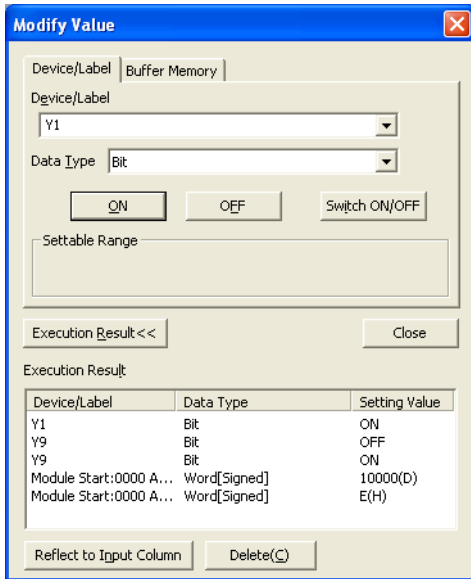 Modify Value
Device/Label Buffer Memory
Device/Label
Y1
Data Type Bit
ON OFF Switch ON/OFF
Settable Range
Execution Result<< Close
Execution Result
Device/Label Data Type Setting Value
Y1 Bit ON
Y9 Bit OFF
Y9 Bit ON
Module Start:0000 A... Word[Signed] 10000(D)
Module Start:0000 A... Word[Signed] E(H)
Reflect to Input Column Delete(C)